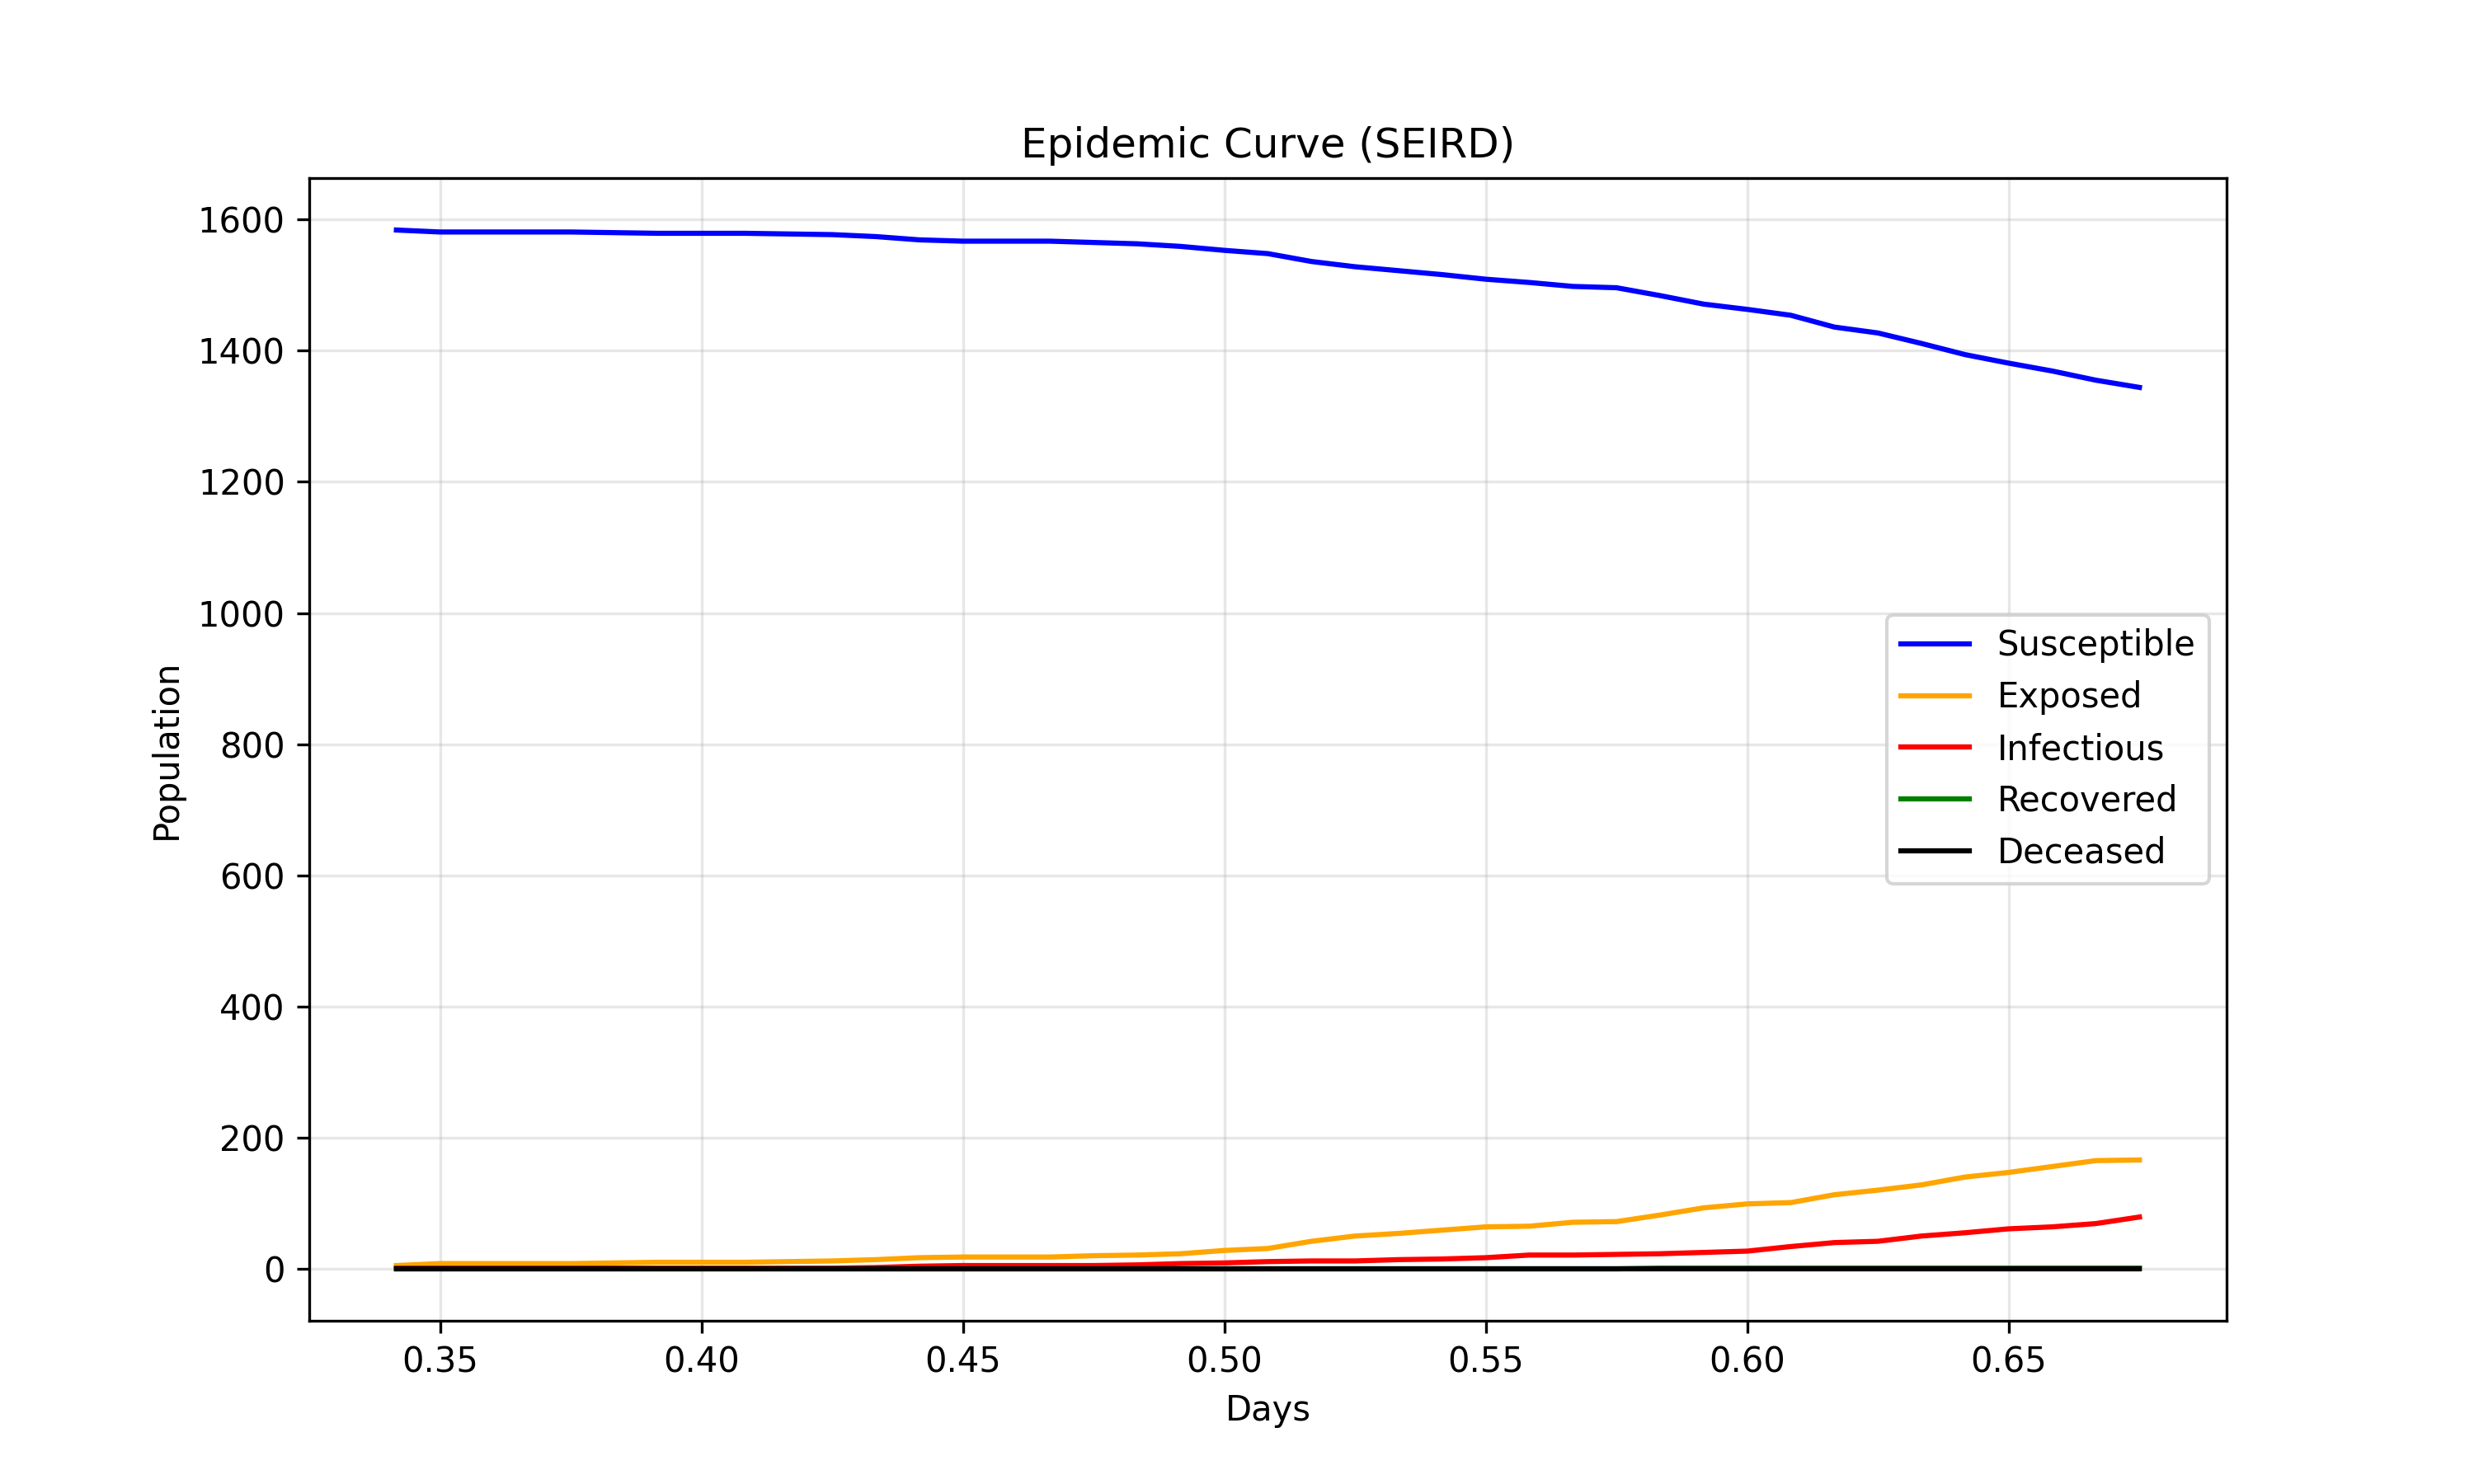 Epidemic Curve (SEIRD)
Population
1600
1400
1200
1000
800
600
400
200
0
Susceptible
Exposed
Infectious
Recovered
Deceased
0.35 0.40 0.45 0.50 0.55 0.60 0.65
Days